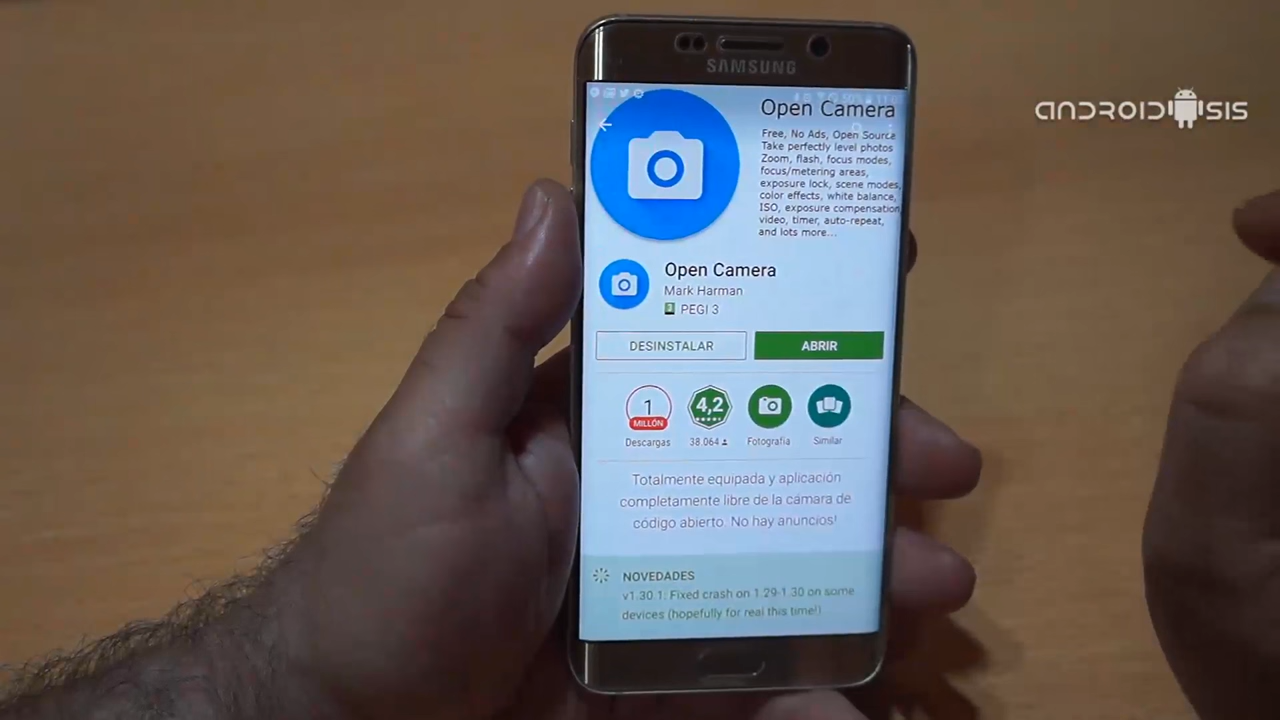 SAMSUNG
ANDROIDSIS
Open Camera
Free, No Ads, Open Source
Take perfectly level photos
Zoom, flash, focus modes,
focus/metering areas,
exposure lock, scene modes,
color effects, white balance,
ISO, exposure compensation
video, timer, auto-repeat,
and lots more...
Open Camera
Mark Harman
3 PEGI 3
DESINSTALAR
ABRIR
1
MILLÓN
4,2
Descargas
38.064
Fotografía
Similar
Totalmente equipada y aplicación
completamente libre de la cámara de
código abierto. No hay anuncios!
NOVEDADES
v1.30.1: Fixed crash on 1.29-1.30 on some
devices (hopefully for real this time!).